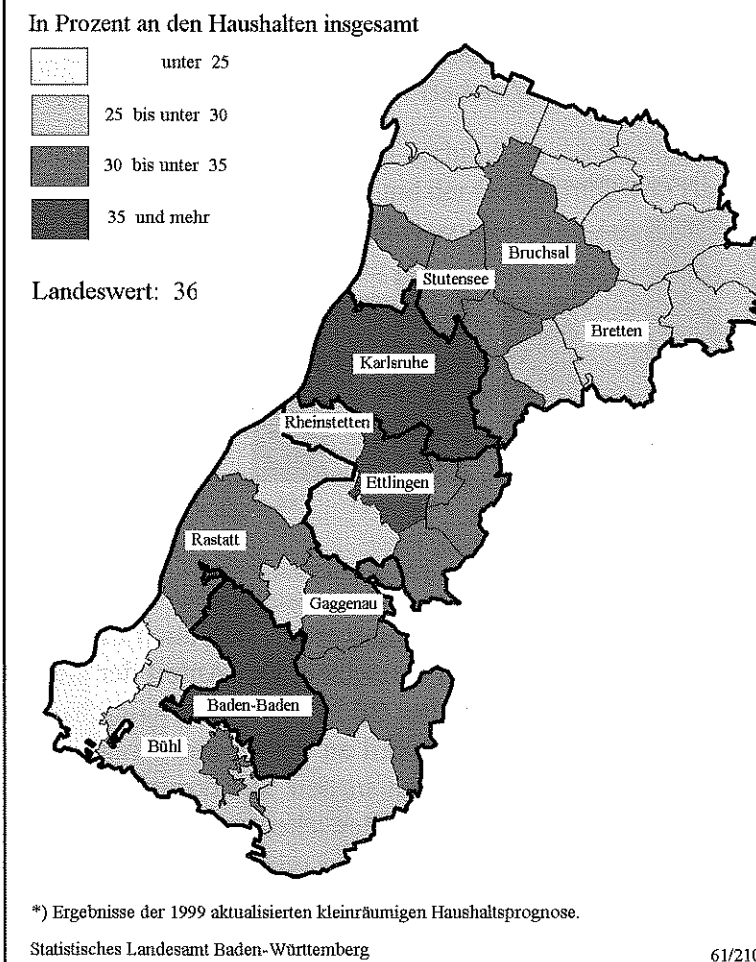 In Prozent an den Haushalten insgesamt
unter 25
25 bis unter 30
30 bis unter 35
35 und mehr
Landeswert: 36
Bruchsal
Stutensee
Bretten
Karlsruhe
Rheinstetten
Ettlingen
Rastatt
Gaggenau
Baden-Baden
Bühl
*) Ergebnisse der 1999 aktualisierten kleinräumigen Haushaltsprognose.
Statistisches Landesamt Baden-Württemberg
61/210